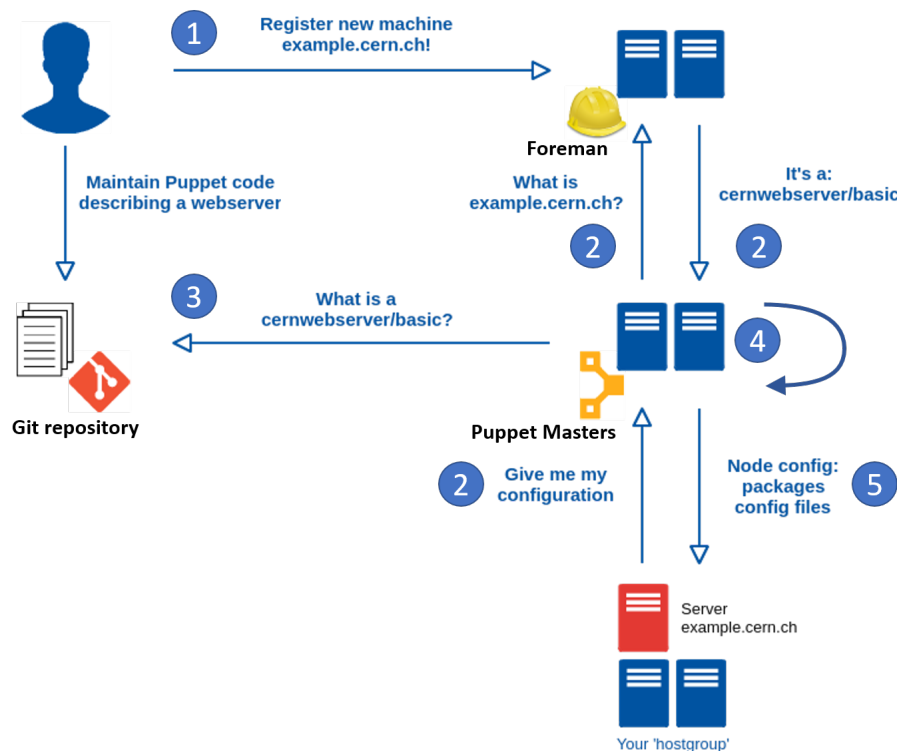 1
Register new machine
example.cern.ch!
Foreman
Maintain Puppet code
describing a webserver
What is
example.cern.ch?
2
It's a:
cernwebserver/basic
2
3
What is a
cernwebserver/basic?
4
Git repository
Puppet Masters
2
Give me my
configuration
Node config:
packages
config files
5
Server
example.cern.ch
Your 'hostgroup'